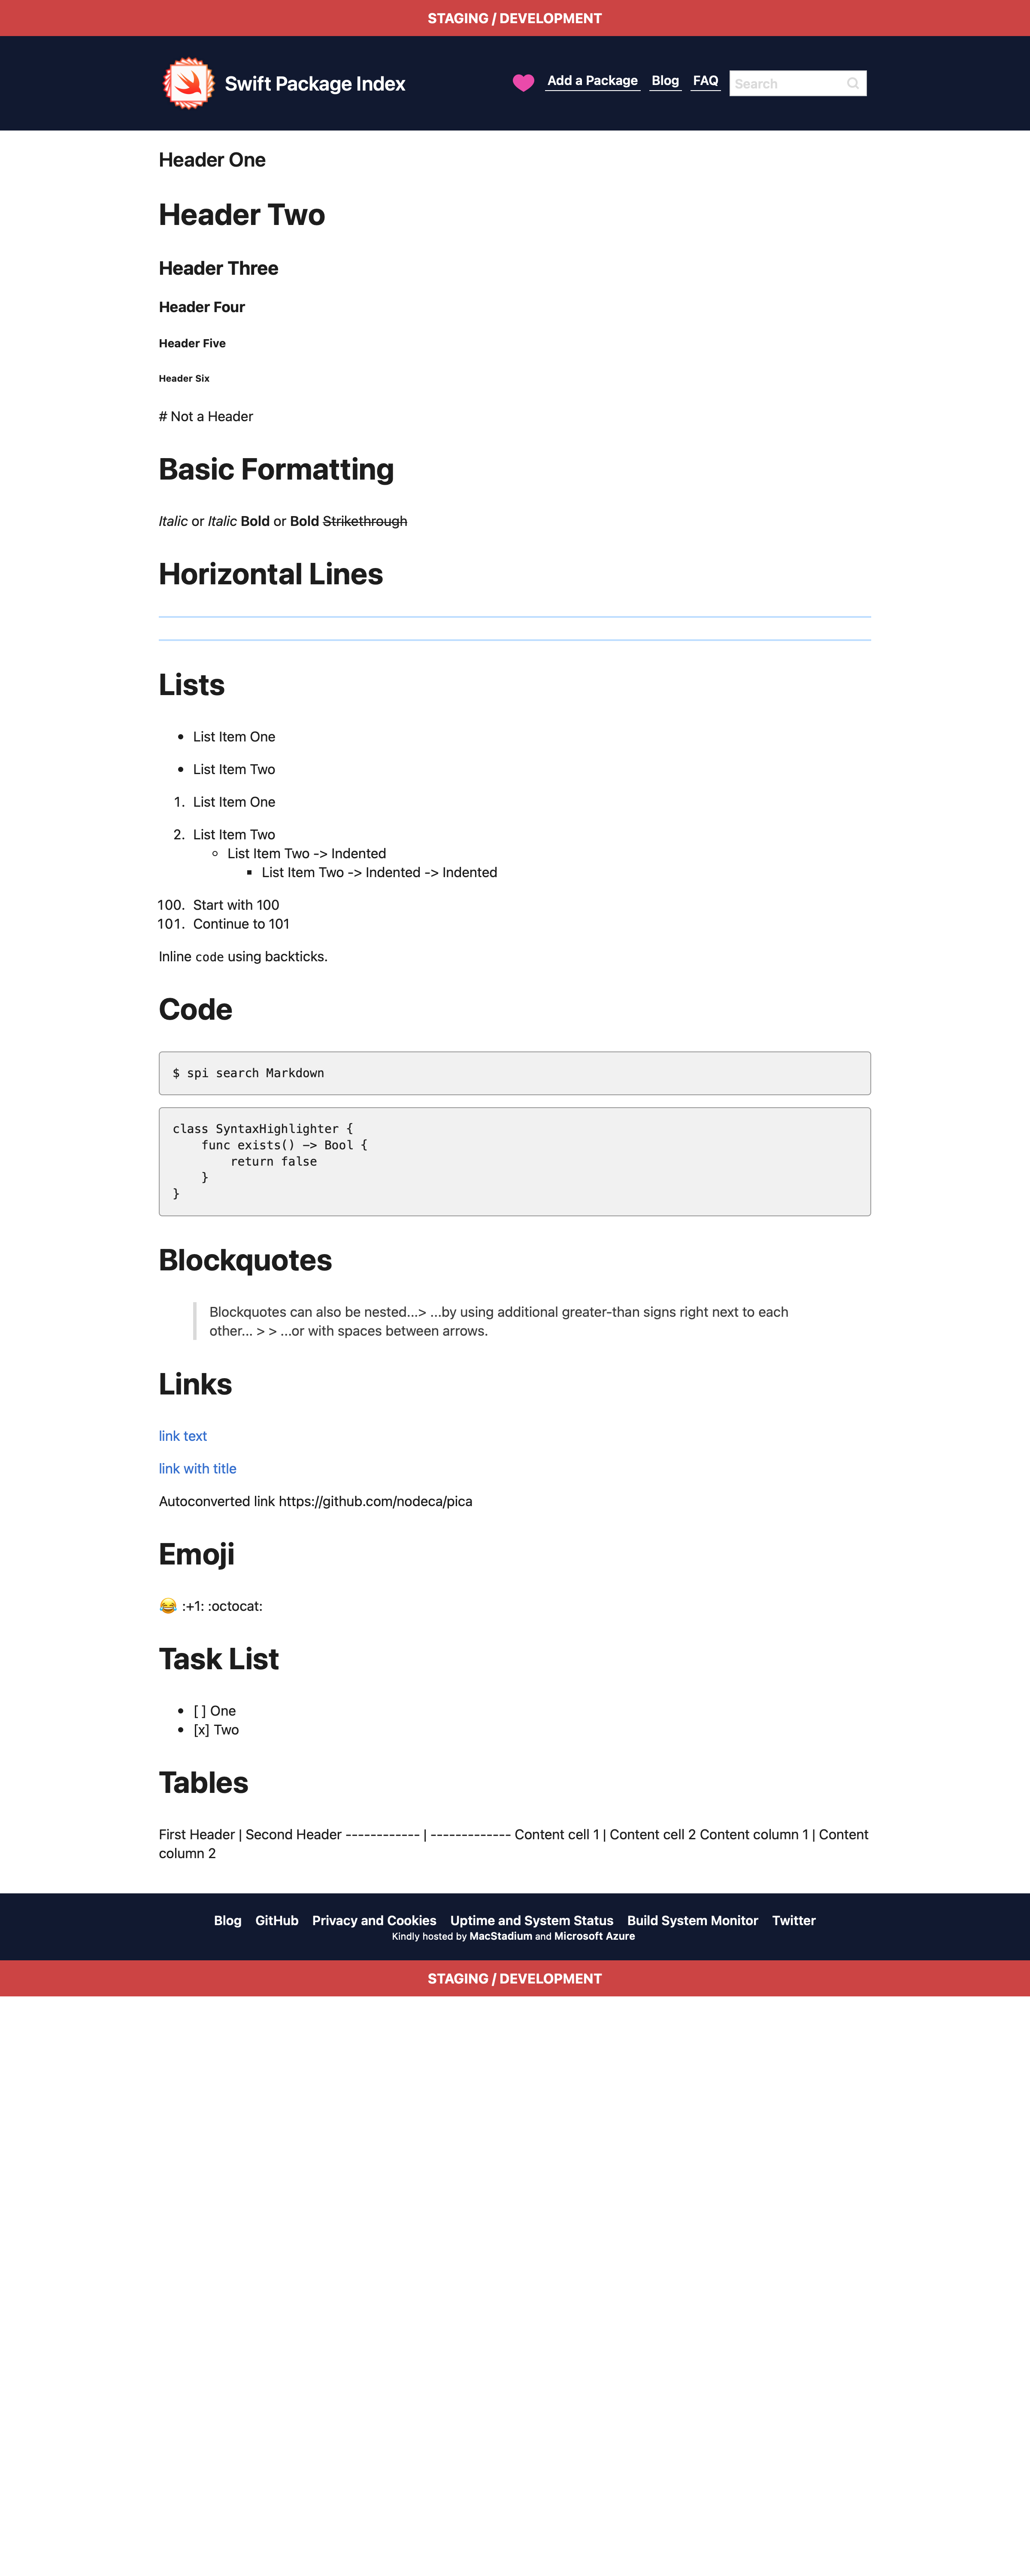 STAGING / DEVELOPMENT
Swift Package Index
Add a Package Blog FAQ Search
Header One
Header Two
Header Three
Header Four
Header Five
Header Six
# Not a Header
Basic Formatting
Italic or Italic Bold or Bold Strikethrough
Horizontal Lines
Lists
• List Item One
• List Item Two
1. List Item One
2. List Item Two
◦ List Item Two -> Indented
▪ List Item Two -> Indented -> Indented
100. Start with 100
101. Continue to 101
Inline code using backticks.
Code
$ spi search Markdown
class SyntaxHighlighter {
    func exists() -> Bool {
        return false
    }
}
Blockquotes
Blockquotes can also be nested...> ...by using additional greater-than signs right next to each
other... > > ...or with spaces between arrows.
Links
link text
link with title
Autoconverted link https://github.com/nodeca/pica
Emoji
😂 :+1: :octocat:
Task List
• [ ] One
• [x] Two
Tables
First Header | Second Header ------------ | ------------- Content cell 1 | Content cell 2 Content column 1 | Content
column 2
Blog GitHub Privacy and Cookies Uptime and System Status Build System Monitor Twitter
Kindly hosted by MacStadium and Microsoft Azure
STAGING / DEVELOPMENT